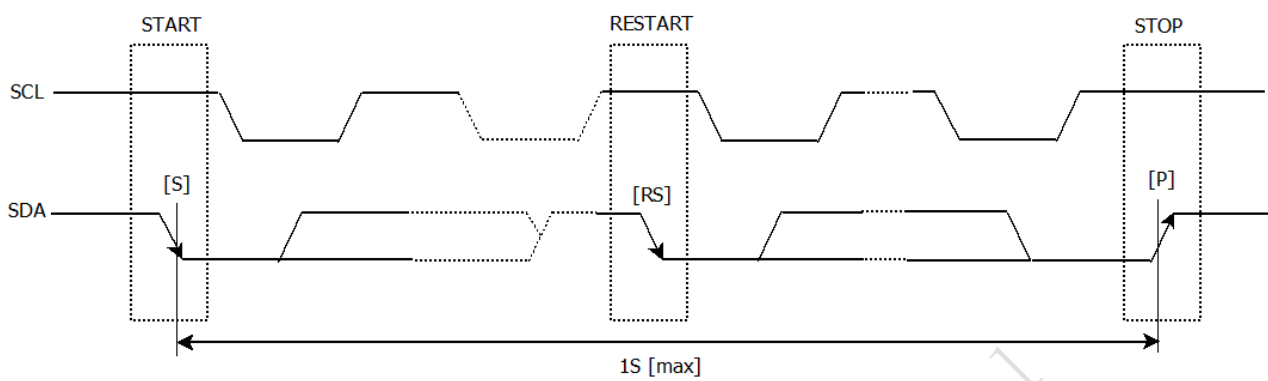 START RESTART STOP
SCL
[S] [RS] [P]
SDA
1S [max]